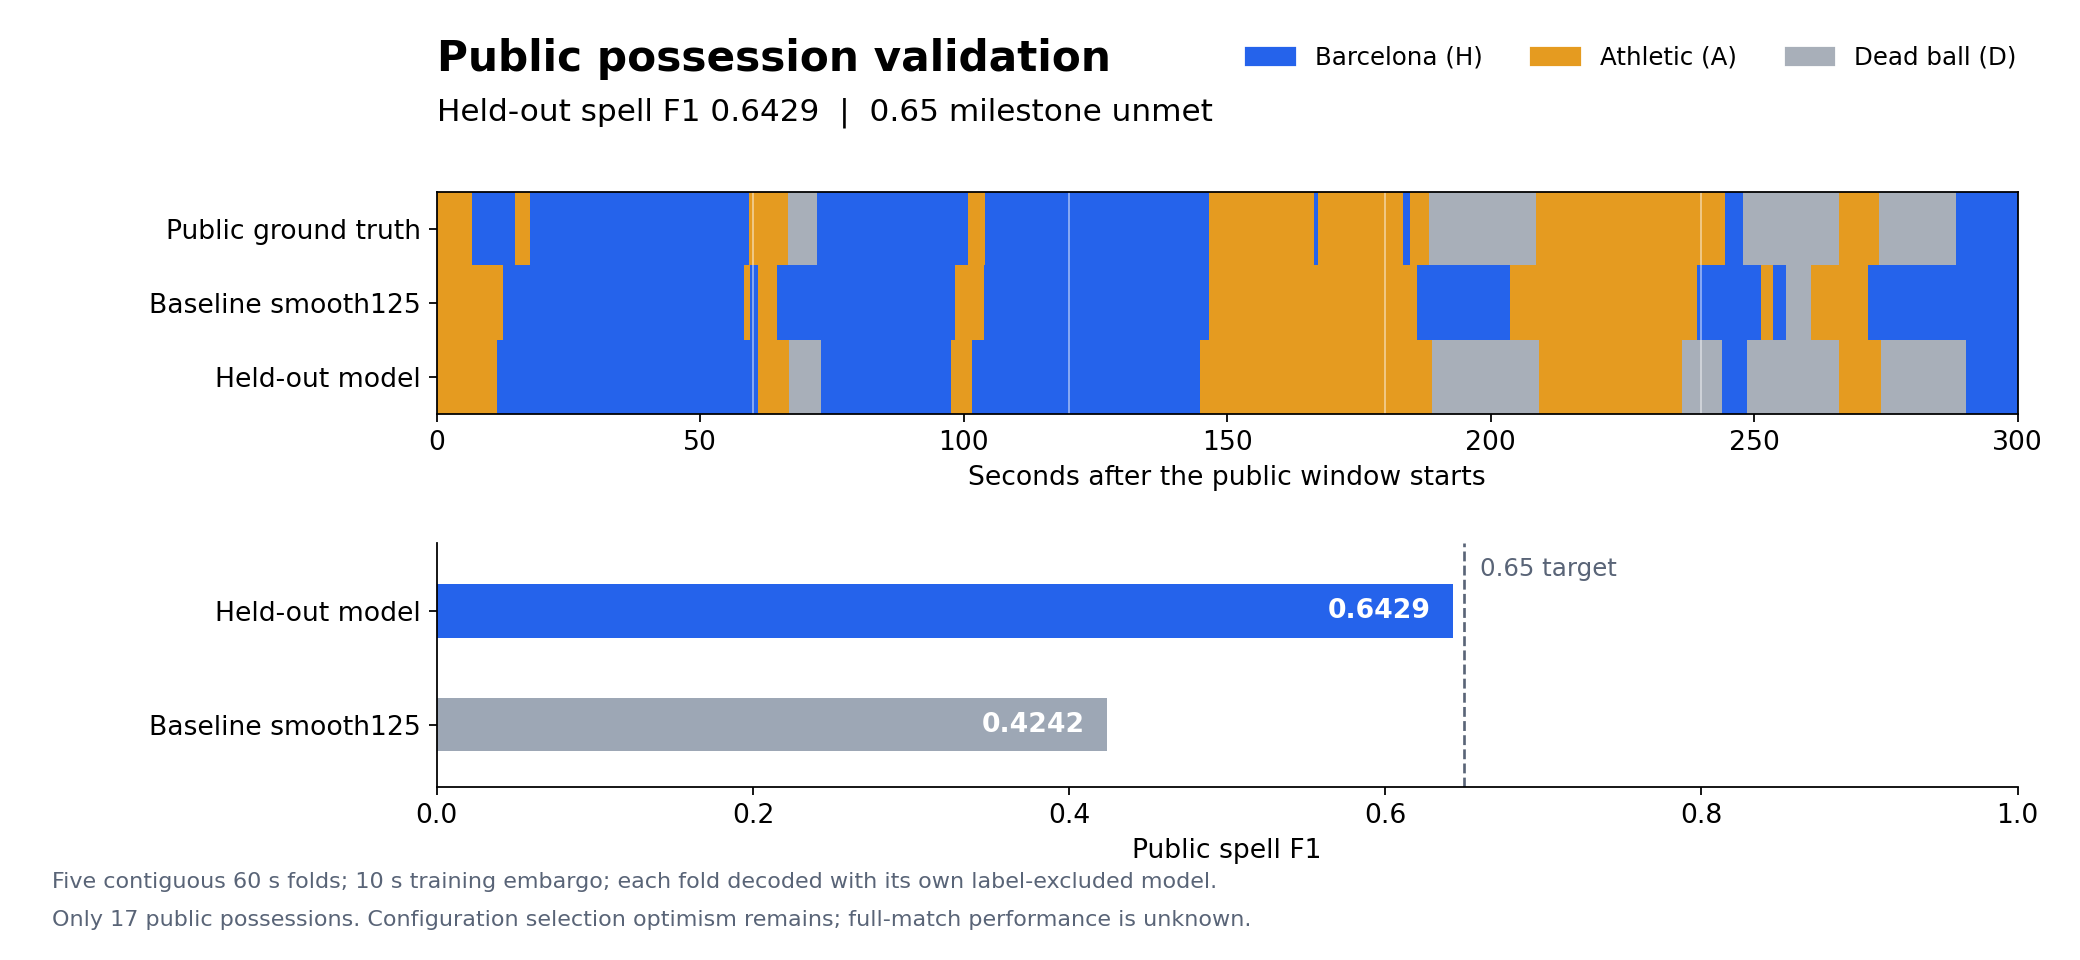 Public possession validation
Barcelona (H) Athletic (A) Dead ball (D)
Held-out spell F1 0.6429 | 0.65 milestone unmet
Public ground truth
Baseline smooth125
Held-out model
0 50 100 150 200 250 300
Seconds after the public window starts
0.65 target
Held-out model 0.6429
Baseline smooth125 0.4242
0.0 0.2 0.4 0.6 0.8 1.0
Public spell F1
Five contiguous 60 s folds; 10 s training embargo; each fold decoded with its own label-excluded model.
Only 17 public possessions. Configuration selection optimism remains; full-match performance is unknown.